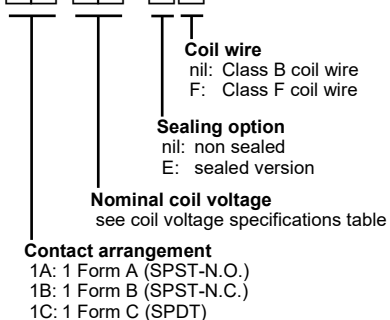 Coil wire
nil: Class B coil wire
F: Class F coil wire
Sealing option
nil: non sealed
E: sealed version
Nominal coil voltage
see coil voltage specifications table
Contact arrangement
1A: 1 Form A (SPST-N.O.)
1B: 1 Form B (SPST-N.C.)
1C: 1 Form C (SPDT)